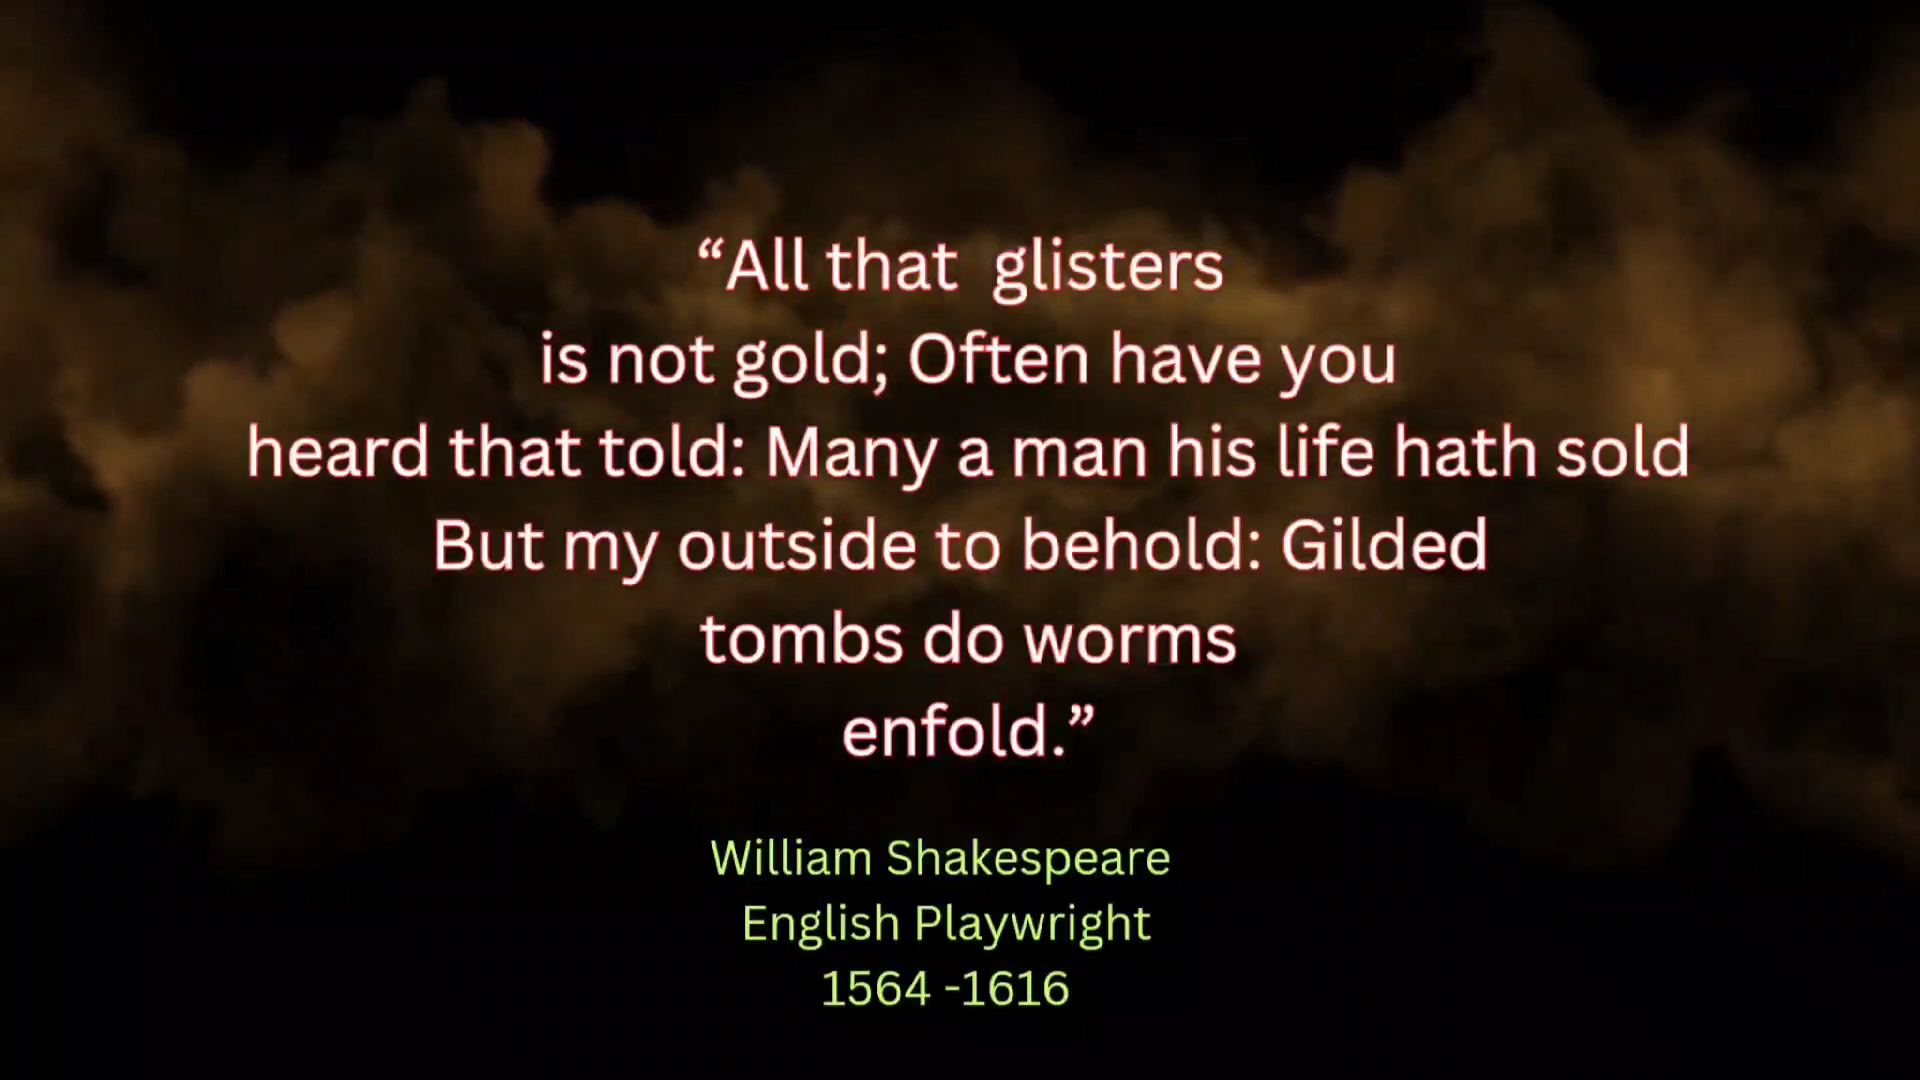 “All that  glisters
is not gold; Often have you
heard that told: Many a man his life hath sold
But my outside to behold: Gilded
tombs do worms
enfold.”
William Shakespeare
English Playwright
1564 -1616